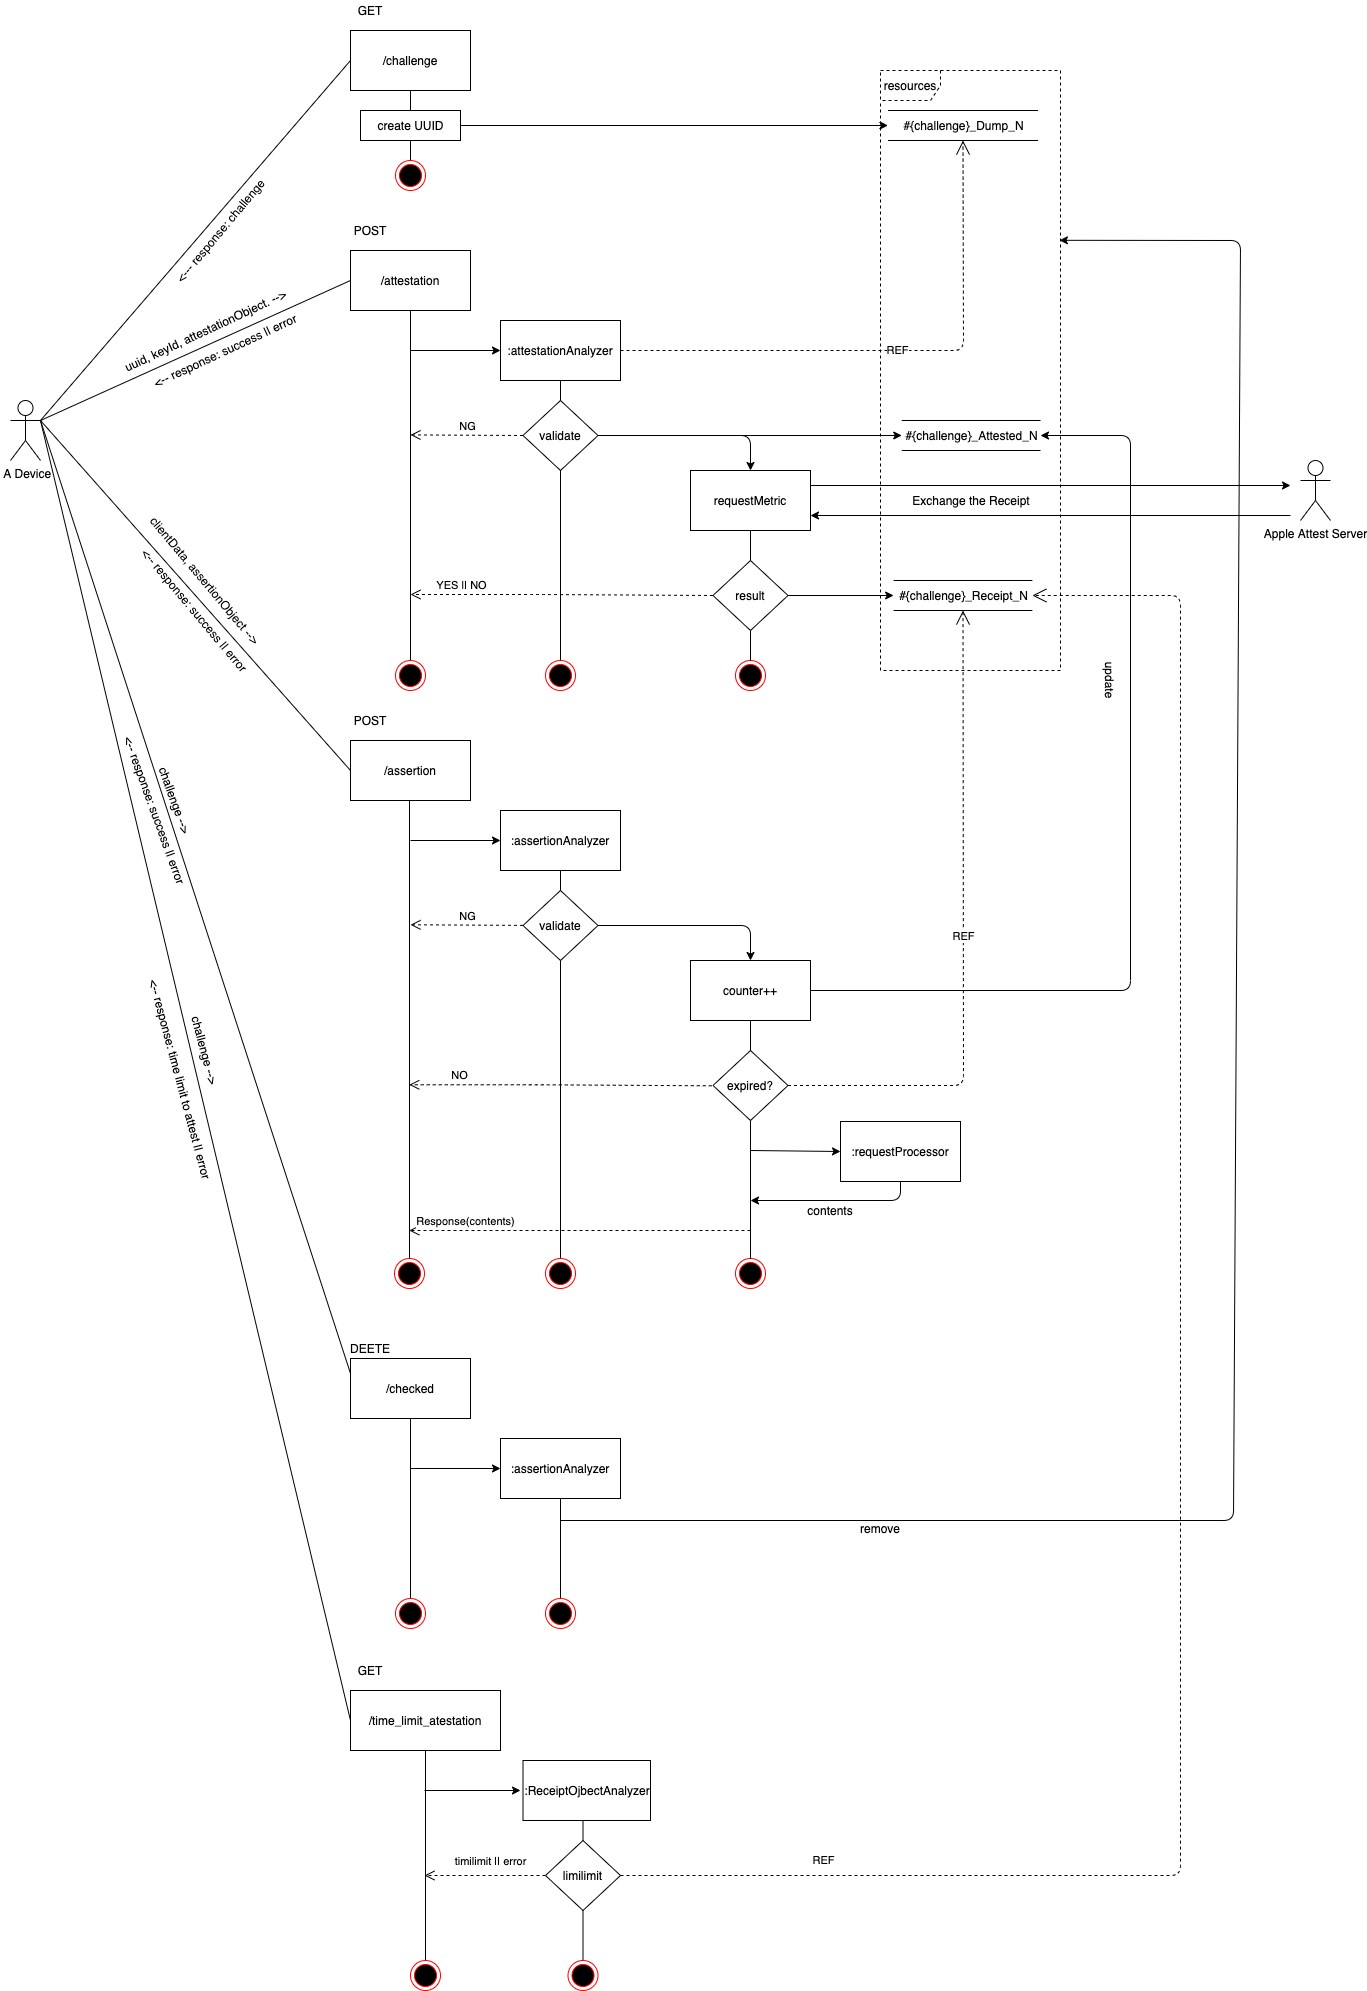 GET
/challenge
resources
create UUID
#{challenge}_Dump_N
<--- response: challenge
POST
/attestation
uuid, keyId, attestationObject. -->
<-- response: success || error
:attestationAnalyzer
REF
A Device
NG
validate
#{challenge}_Attested_N
requestMetric
Exchange the Receipt
Apple Attest Server
clientData, assertionObject -->
<-- response: success || error
YES || NO
result
#{challenge}_Receipt_N
update
POST
/assertion
challenge -->
<-- response: success || error
:assertionAnalyzer
NG
validate
REF
counter++
challenge -->
<-- response: time limit to attest || error
NO
expired?
:requestProcessor
contents
Response(contents)
DEETE
/checked
:assertionAnalyzer
remove
GET
/time_limit_atestation
:ReceiptOjbectAnalyzer
timilimit || error
limilimit
REF